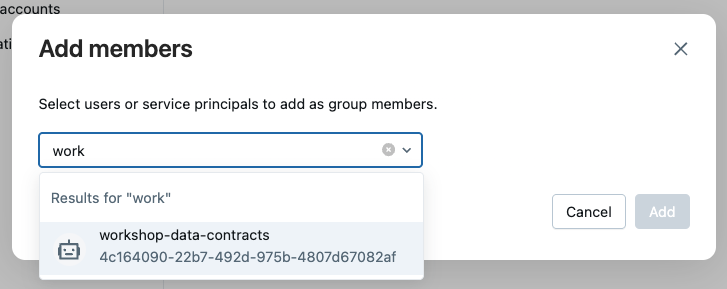 accounts
Add members
Select users or service principals to add as group members.
work
Results for "work"
workshop-data-contracts
4c164090-22b7-492d-975b-4807d67082af
Cancel
Add